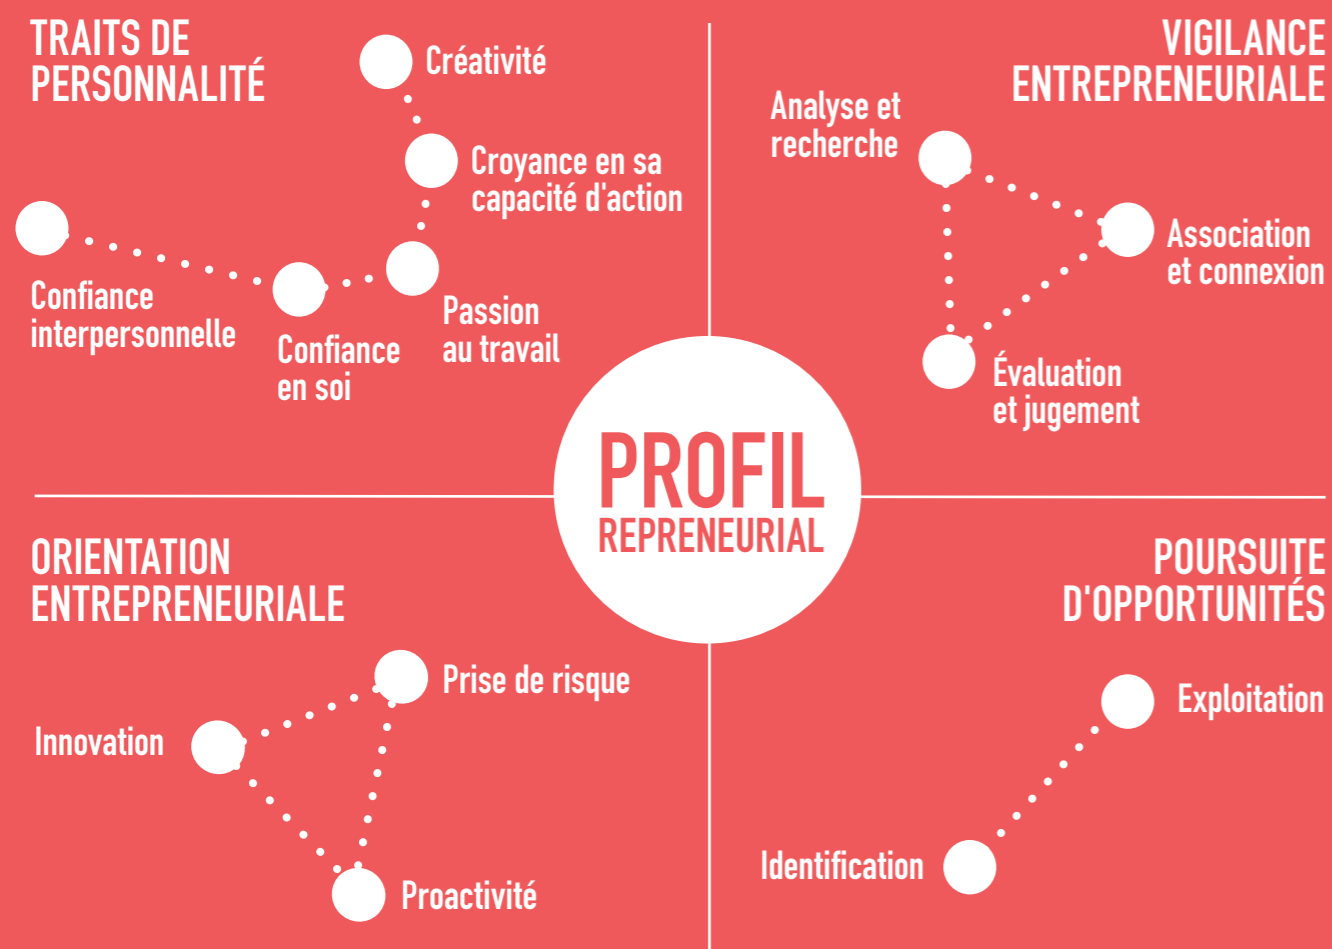 TRAITS DE
PERSONNALITÉ
Créativité
Croyance en sa
capacité d'action
Confiance
interpersonnelle
Confiance
en soi
Passion
au travail
VIGILANCE
ENTREPRENEURIALE
Analyse et
recherche
Association
et connexion
Évaluation
et jugement
PROFIL
REPRENEURIAL
ORIENTATION
ENTREPRENEURIALE
Prise de risque
Innovation
Proactivité
POURSUITE
D'OPPORTUNITÉS
Exploitation
Identification